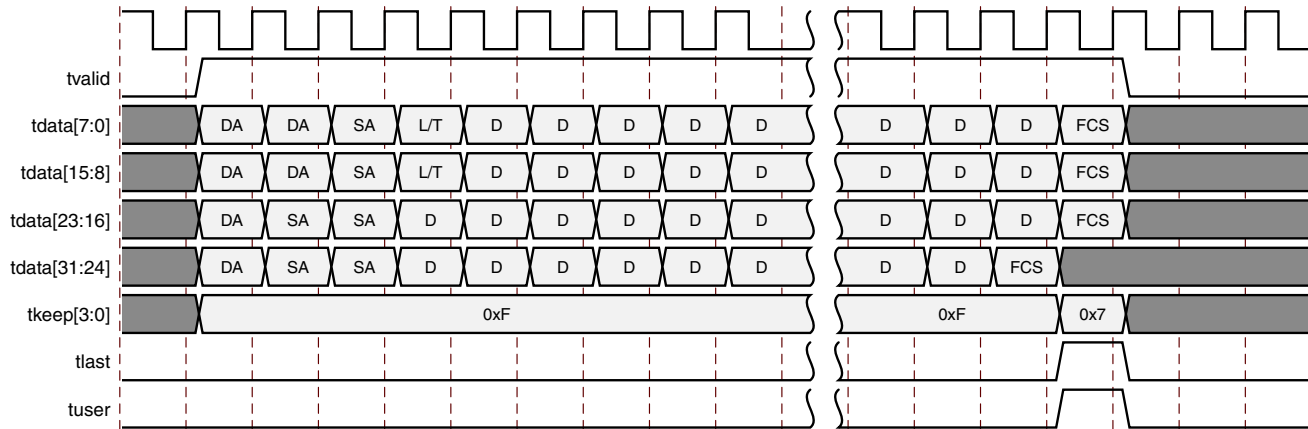 tvalid
tdata[7:0] DA DA SA L/T D D D D D D D D FCS
tdata[15:8] DA DA SA L/T D D D D D D D D FCS
tdata[23:16] DA SA SA D D D D D D D D D FCS
tdata[31:24] DA SA SA D D D D D D D D FCS
tkeep[3:0] 0xF 0xF 0x7
tlast
tuser